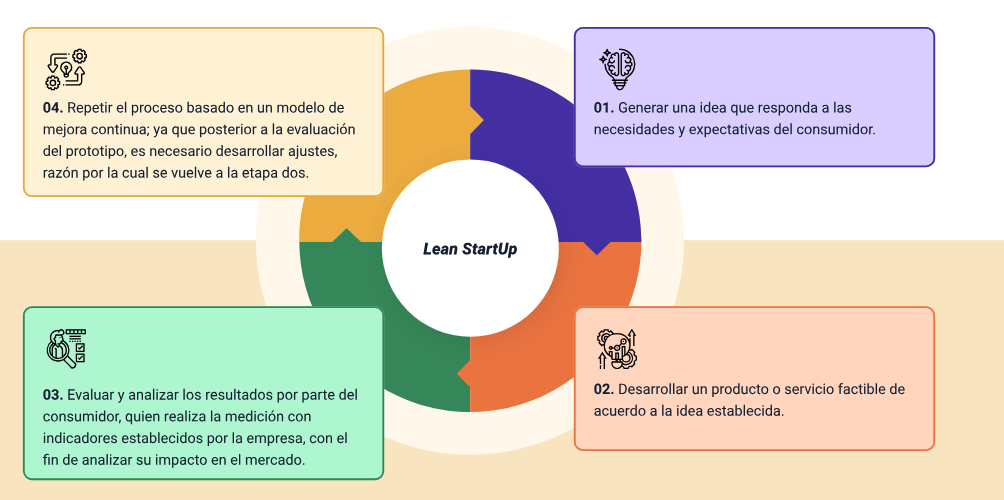 04. Repetir el proceso basado en un modelo de
mejora continua; ya que posterior a la evaluación
del prototipo, es necesario desarrollar ajustes,
razón por la cual se vuelve a la etapa dos.
01. Generar una idea que responda a las
necesidades y expectativas del consumidor.
Lean StartUp
03. Evaluar y analizar los resultados por parte del
consumidor, quien realiza la medición con
indicadores establecidos por la empresa, con el
fin de analizar su impacto en el mercado.
02. Desarrollar un producto o servicio factible de
acuerdo a la idea establecida.